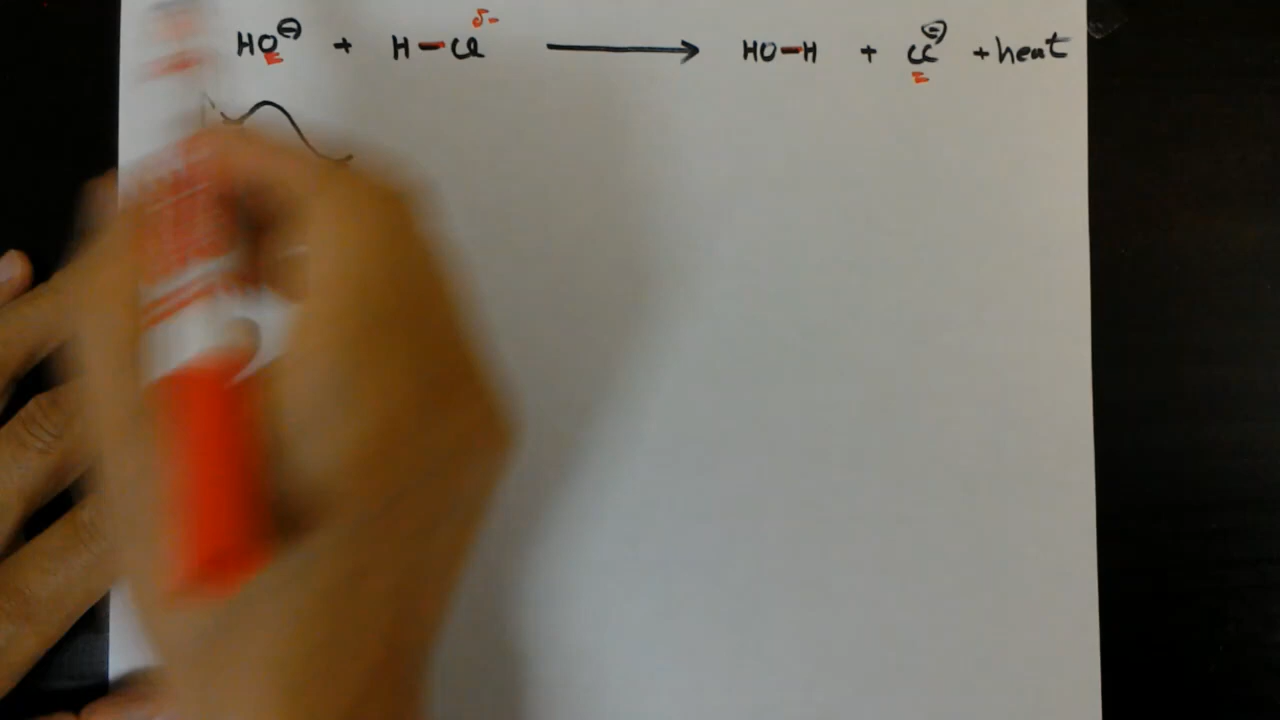 HO⊖ + H–Cl δ- ⟶ HO–H + Cl⊖ + heat